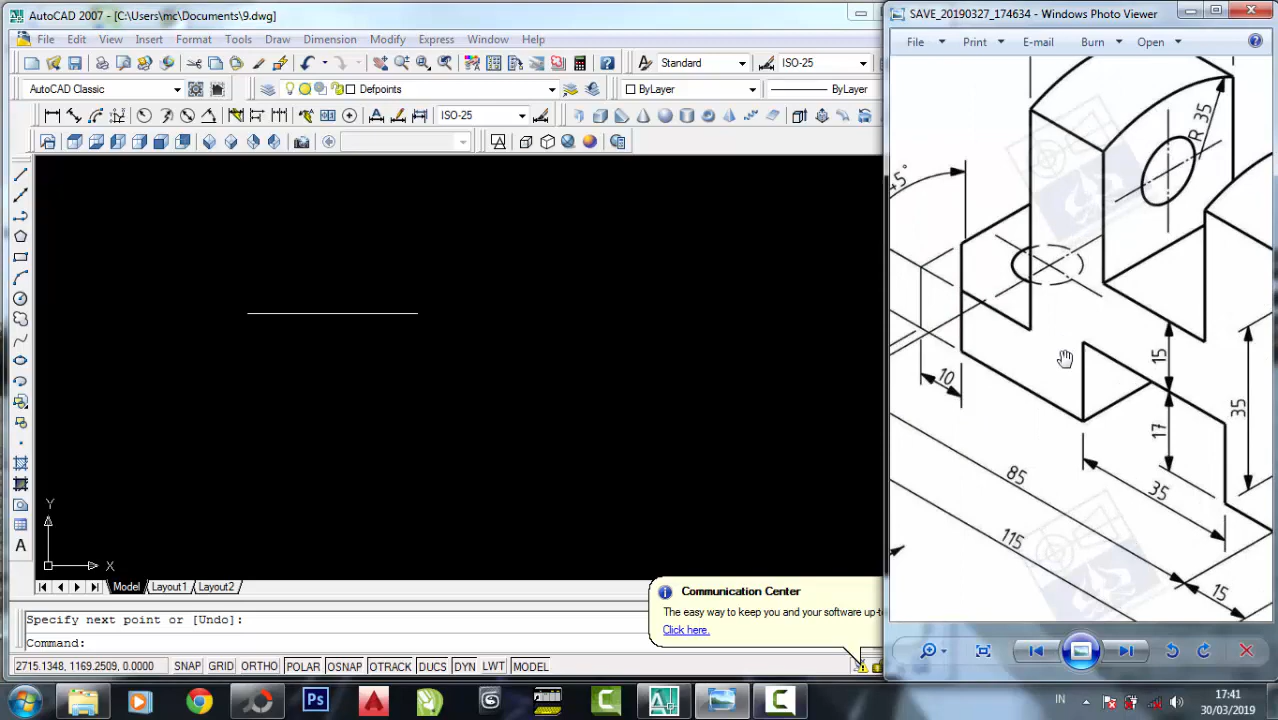 AutoCAD 2007 - [C:\Users\mc\Documents\9.dwg]
File Edit View Insert Format Tools Draw Dimension Modify Express Window Help
Standard ISO-25
AutoCAD Classic Defpoints ByLayer ByLayer
ISO-25
Y
X
Model Layout1 Layout2
Specify next point or [Undo]:
Command:
2715.1348, 1169.2509, 0.0000 SNAP GRID ORTHO POLAR OSNAP OTRACK DUCS DYN LWT MODEL
Communication Center
The easy way to keep you and your software up-t
Click here.
SAVE_20190327_174634 - Windows Photo Viewer
File Print E-mail Burn Open
R 35
45°
10
15
17
35
35
85
115
15
IN 17:41
30/03/2019